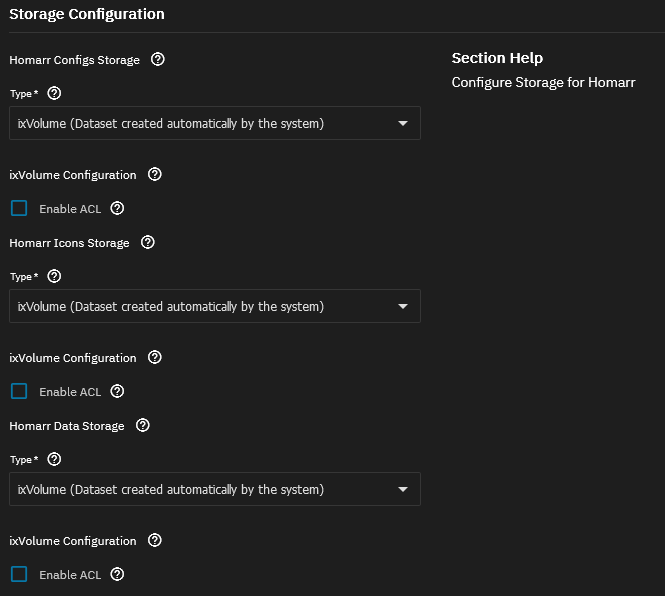 Storage Configuration
Homarr Configs Storage
Type *
ixVolume (Dataset created automatically by the system)
ixVolume Configuration
Enable ACL
Homarr Icons Storage
Type *
ixVolume (Dataset created automatically by the system)
ixVolume Configuration
Enable ACL
Homarr Data Storage
Type *
ixVolume (Dataset created automatically by the system)
ixVolume Configuration
Enable ACL
Section Help
Configure Storage for Homarr